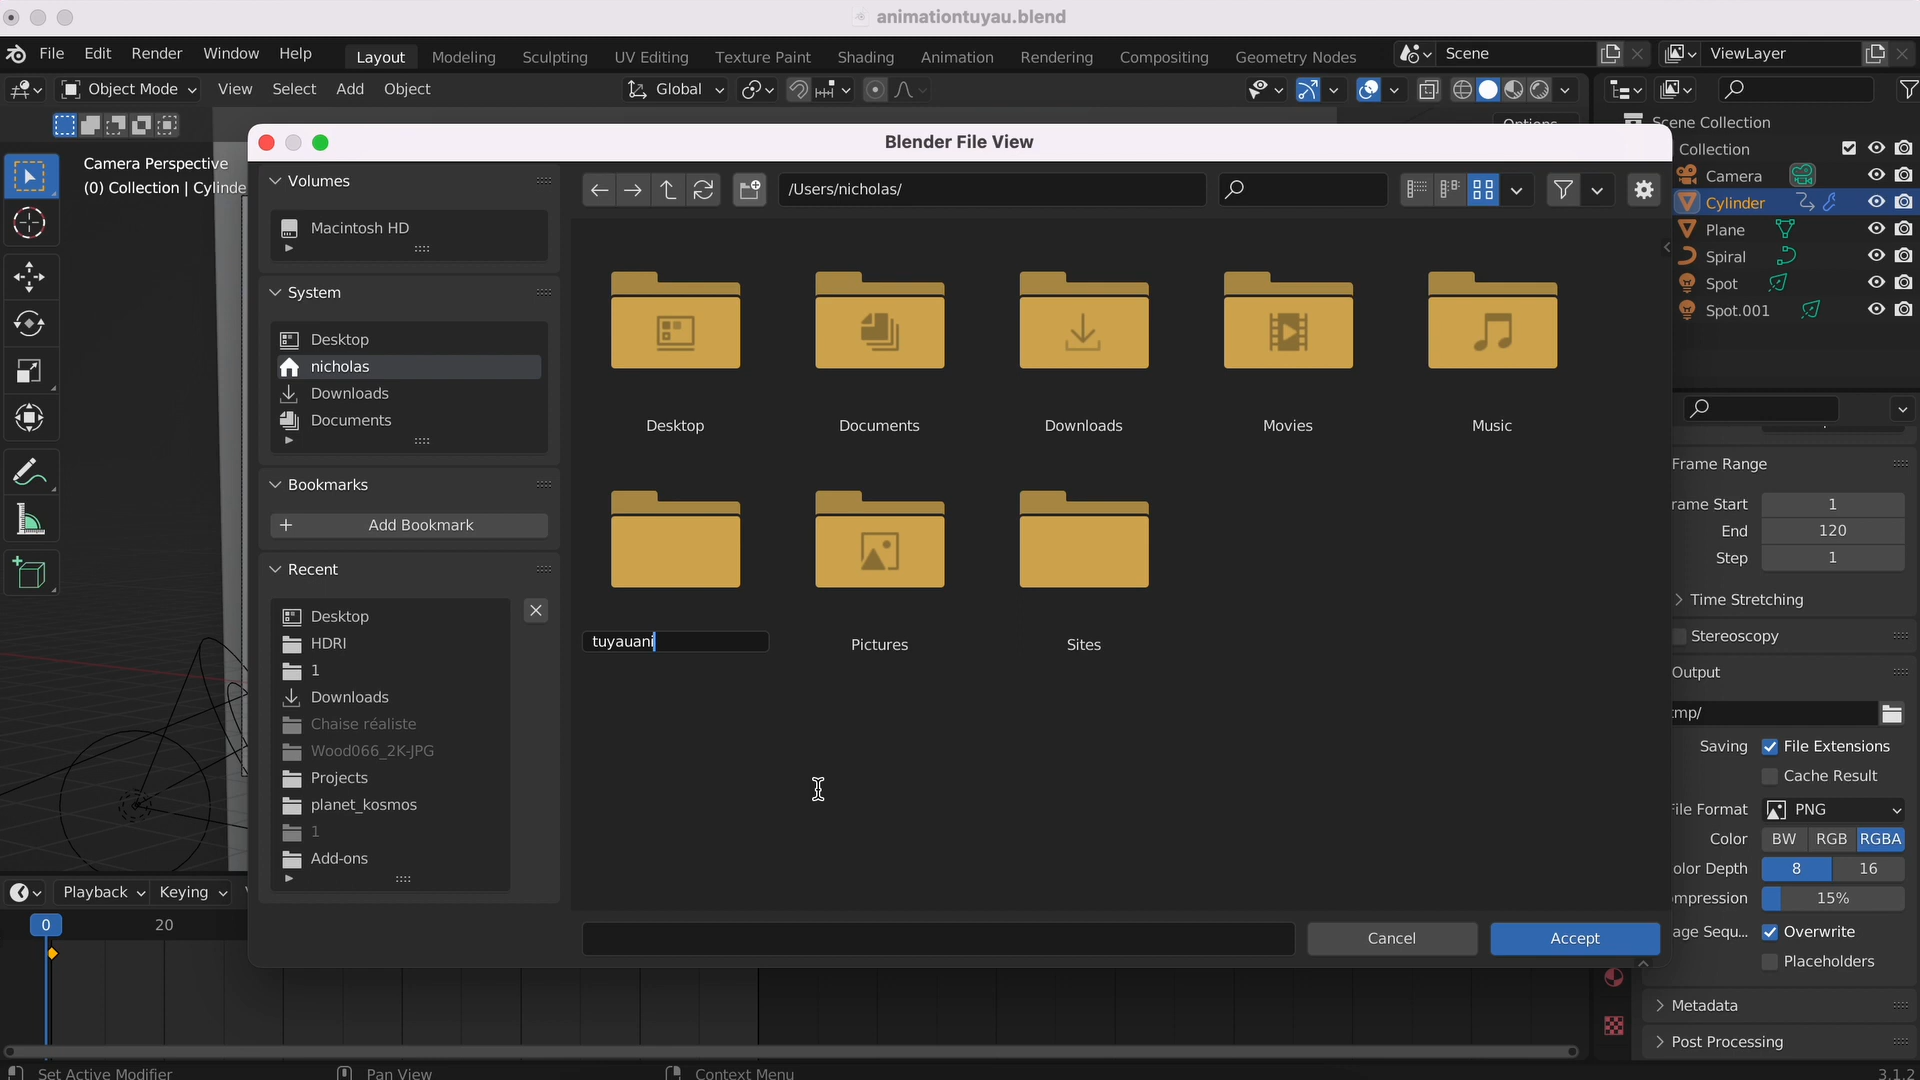 animationtuyau.blend
File Edit Render Window Help Layout Modeling Sculpting UV Editing Texture Paint Shading Animation Rendering Compositing Geometry Nodes Scene ViewLayer
Object Mode View Select Add Object Global
Options
Camera Perspective
(0) Collection | Cylinde
Blender File View
Volumes
Macintosh HD
System
Desktop
nicholas
Downloads
Documents
Bookmarks
Add Bookmark
Recent
Desktop
HDRI
1
Downloads
Chaise réaliste
Wood066_2K-JPG
Projects
planet_kosmos
1
Add-ons
/Users/nicholas/
Desktop Documents Downloads Movies Music
tuyauani Pictures Sites
Cancel Accept
Scene Collection
Collection
Camera
Cylinder
Plane
Spiral
Spot
Spot.001
Frame Range
rame Start 1
End 120
Step 1
Time Stretching
Stereoscopy
Output
tmp/
Saving File Extensions
Cache Result
File Format PNG
Color BW RGB RGBA
olor Depth 8 16
mpression 15%
age Sequ... Overwrite
Placeholders
Metadata
Post Processing
Playback Keying
0 20
Set Active Modifier Pan View Context Menu 3.1.2